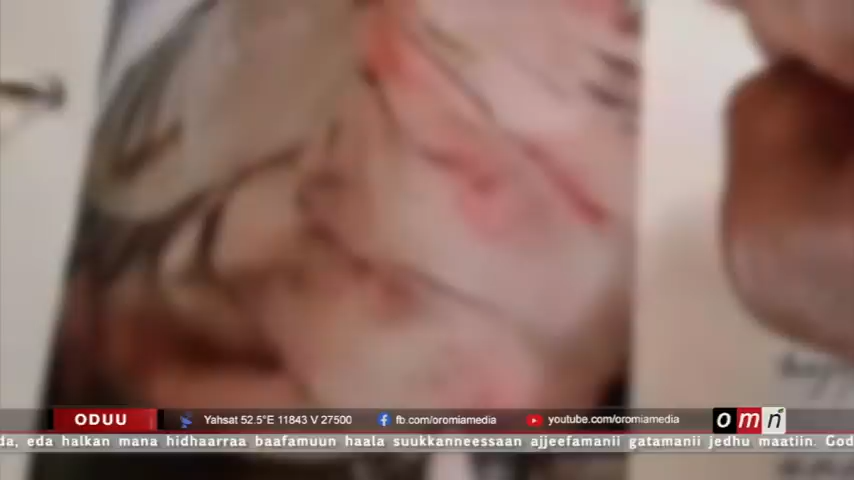 ODUU
Yahsat 52.5°E 11843 V 27500
fb.com/oromiamedia
youtube.com/oromiamedia
omn
da, eda halkan mana hidhaarraa baafamuun haala suukkanneessaan ajjeefamanii gatamanii jedhu maatiin. God